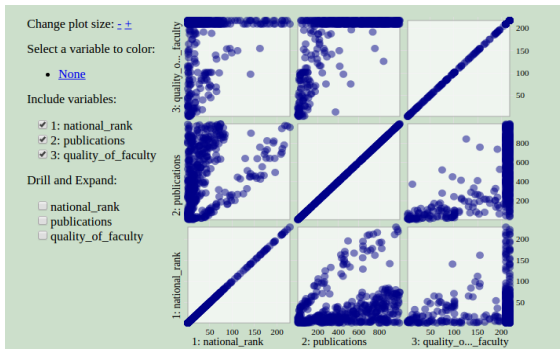 Change plot size: - +
Select a variable to color:
None
Include variables:
1: national_rank
2: publications
3: quality_of_faculty
Drill and Expand:
national_rank
publications
quality_of_faculty
3: quality_o..._faculty
200
150
100
50
2: publications
800
600
400
200
1: national_rank
200
150
100
50
50 100 150 200
200 400 600 800
50 100 150 200
1: national_rank
2: publications
3: quality_o..._faculty